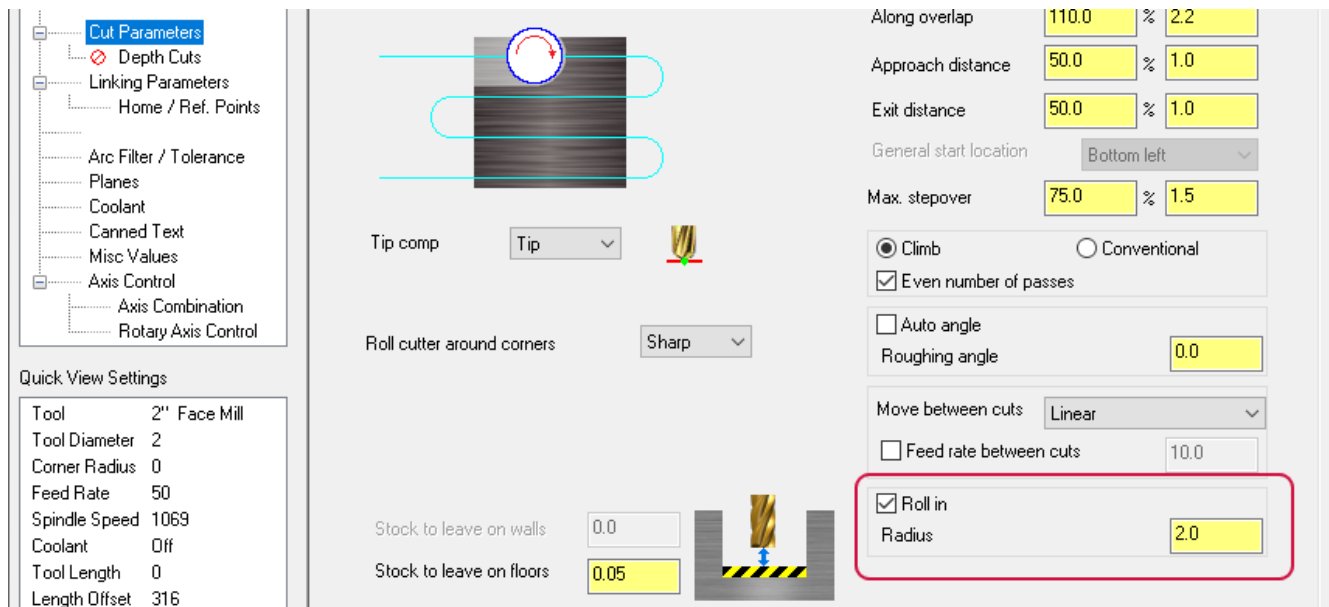 Cut Parameters
Depth Cuts
Linking Parameters
Home / Ref. Points
Arc Filter / Tolerance
Planes
Coolant
Canned Text
Misc Values
Axis Control
Axis Combination
Rotary Axis Control
Quick View Settings
Tool 2" Face Mill
Tool Diameter 2
Corner Radius 0
Feed Rate 50
Spindle Speed 1069
Coolant Off
Tool Length 0
Length Offset 316
Tip comp Tip
Roll cutter around corners Sharp
Stock to leave on walls 0.0
Stock to leave on floors 0.05
Along overlap 110.0 % 2.2
Approach distance 50.0 % 1.0
Exit distance 50.0 % 1.0
General start location Bottom left
Max. stepover 75.0 % 1.5
Climb Conventional
Even number of passes
Auto angle
Roughing angle 0.0
Move between cuts Linear
Feed rate between cuts 10.0
Roll in
Radius 2.0